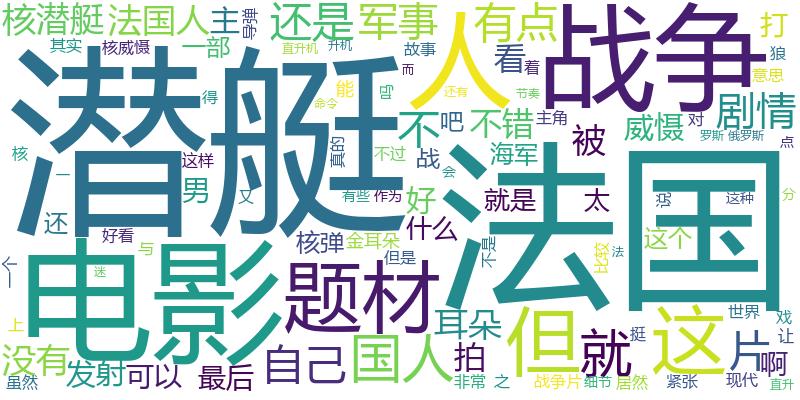 核潜艇 法国人 主 导弹 还是 军事 有点 人 战争 打
其实 核威慑 一部 直升机 升机 故事 看 着 狼
潜艇 得 命令 而 能 还有 节奏 意思 剧情
核 这样 真的 不过 不 吧 不错 主角 威慑 对 罗斯 俄罗斯 点
一 男 又 战 会 海军 被
还 有些 作为 好 就是 太 这种 分
好看 与 核弹 金耳朵 什么 法国 不是 比较 这个 法
电影 迷 题材 但是 世界 戏
上 耳朵 但 就 这 挺 片 让
没有 发射 可以 最后 自己 国人 拍 啊
虽然 非常 之 战争片 细节 居然 紧张 现代 直升